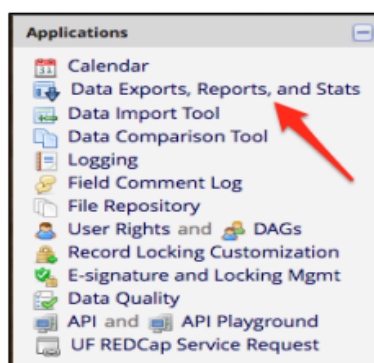 Applications
Calendar
Data Exports, Reports, and Stats
Data Import Tool
Data Comparison Tool
Logging
Field Comment Log
File Repository
User Rights and DAGs
Record Locking Customization
E-signature and Locking Mgmt
Data Quality
API and API Playground
UF REDCap Service Request